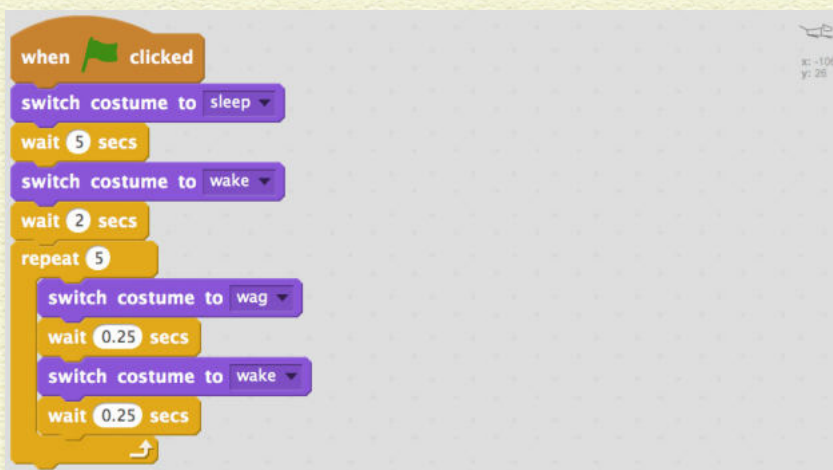 when clicked
switch costume to sleep
wait 5 secs
switch costume to wake
wait 2 secs
repeat 5
switch costume to wag
wait 0.25 secs
switch costume to wake
wait 0.25 secs
y: 26